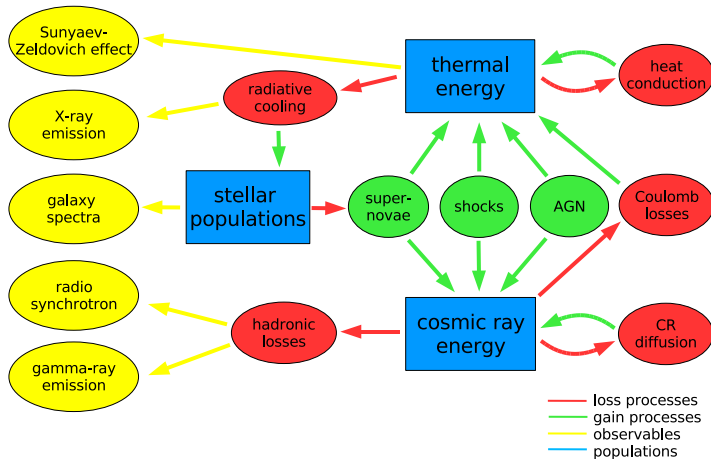 Sunyaev-
Zeldovich effect
X-ray
emission
galaxy
spectra
radio
synchrotron
gamma-ray
emission
radiative
cooling
stellar
populations
hadronic
losses
thermal
energy
super-
novae
shocks
AGN
cosmic ray
energy
heat
conduction
Coulomb
losses
CR
diffusion
loss processes
gain processes
observables
populations